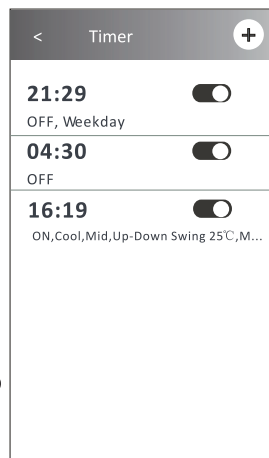 < Timer +
21:29
OFF, Weekday
04:30
OFF
16:19
ON,Cool,Mid,Up-Down Swing 25℃,M...